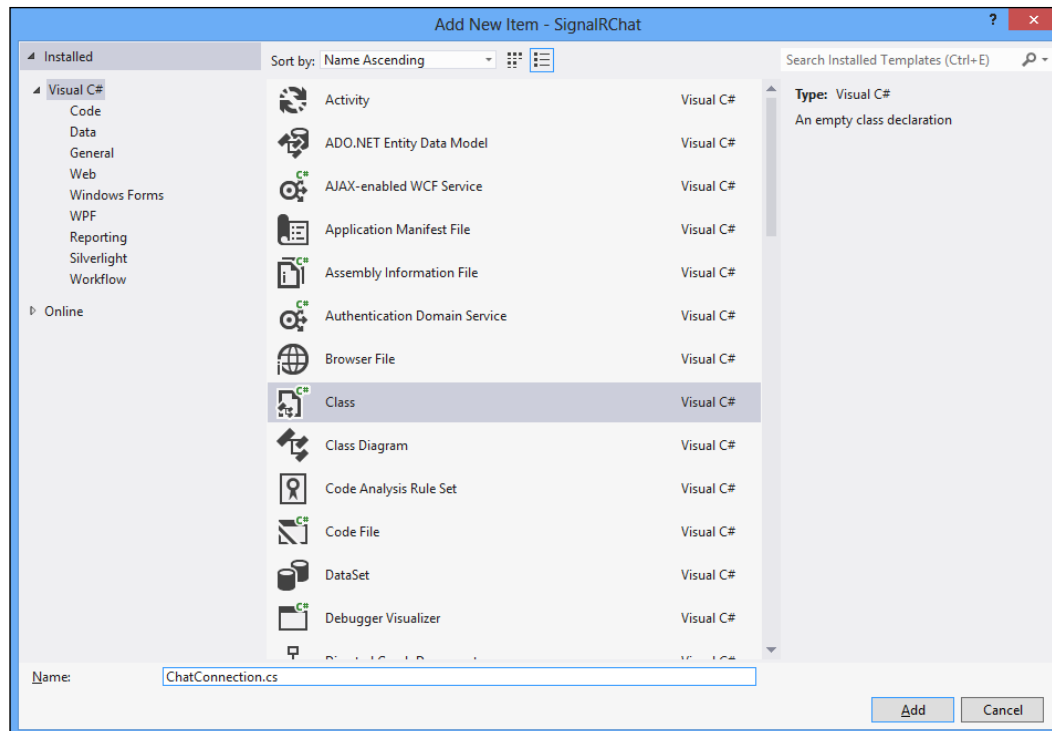 Add New Item - SignalRChat
?
Installed
Sort by: Name Ascending
Search Installed Templates (Ctrl+E)
Visual C#
Code
Data
General
Web
Windows Forms
WPF
Reporting
Silverlight
Workflow
Online
Activity Visual C#
ADO.NET Entity Data Model Visual C#
C# AJAX-enabled WCF Service Visual C#
Application Manifest File Visual C#
C# Assembly Information File Visual C#
C# Authentication Domain Service Visual C#
Browser File Visual C#
C# Class Visual C#
Class Diagram Visual C#
Code Analysis Rule Set Visual C#
C# Code File Visual C#
DataSet Visual C#
C# Debugger Visualizer Visual C#
Type: Visual C#
An empty class declaration
Name: ChatConnection.cs
Add Cancel